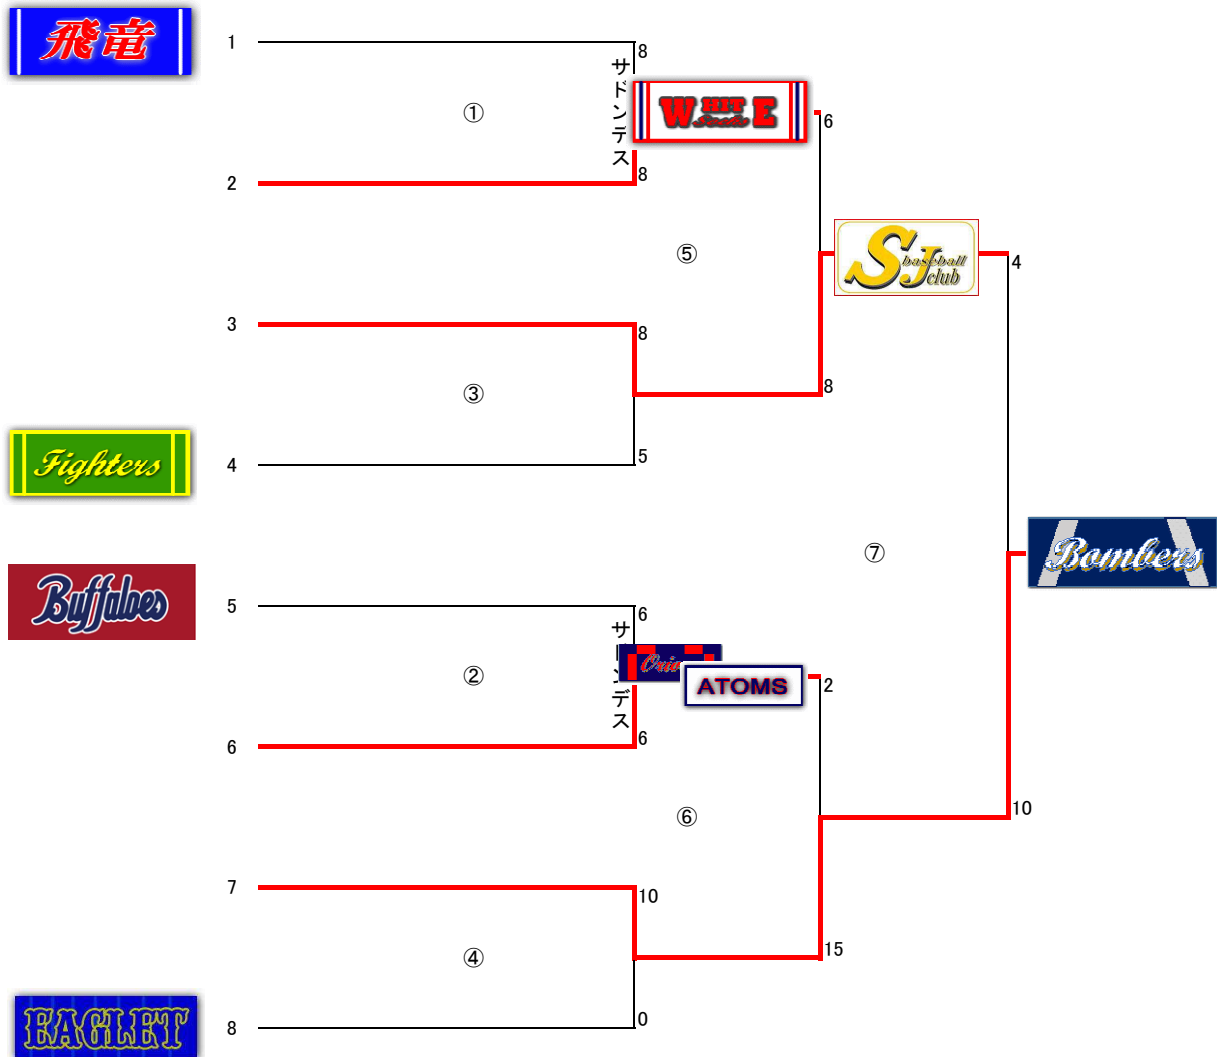 飛竜
1
8
サドンデス
WHITE
Socks
①
6
2
8
⑤
SJ
baseball
club
4
3
8
③
8
Fighters
4
5
⑦
Bombers
Buffaloes
5
6
サ
デス
②
ATOMS
2
6
6
⑥
10
7
10
④
15
EAGLET
8
0